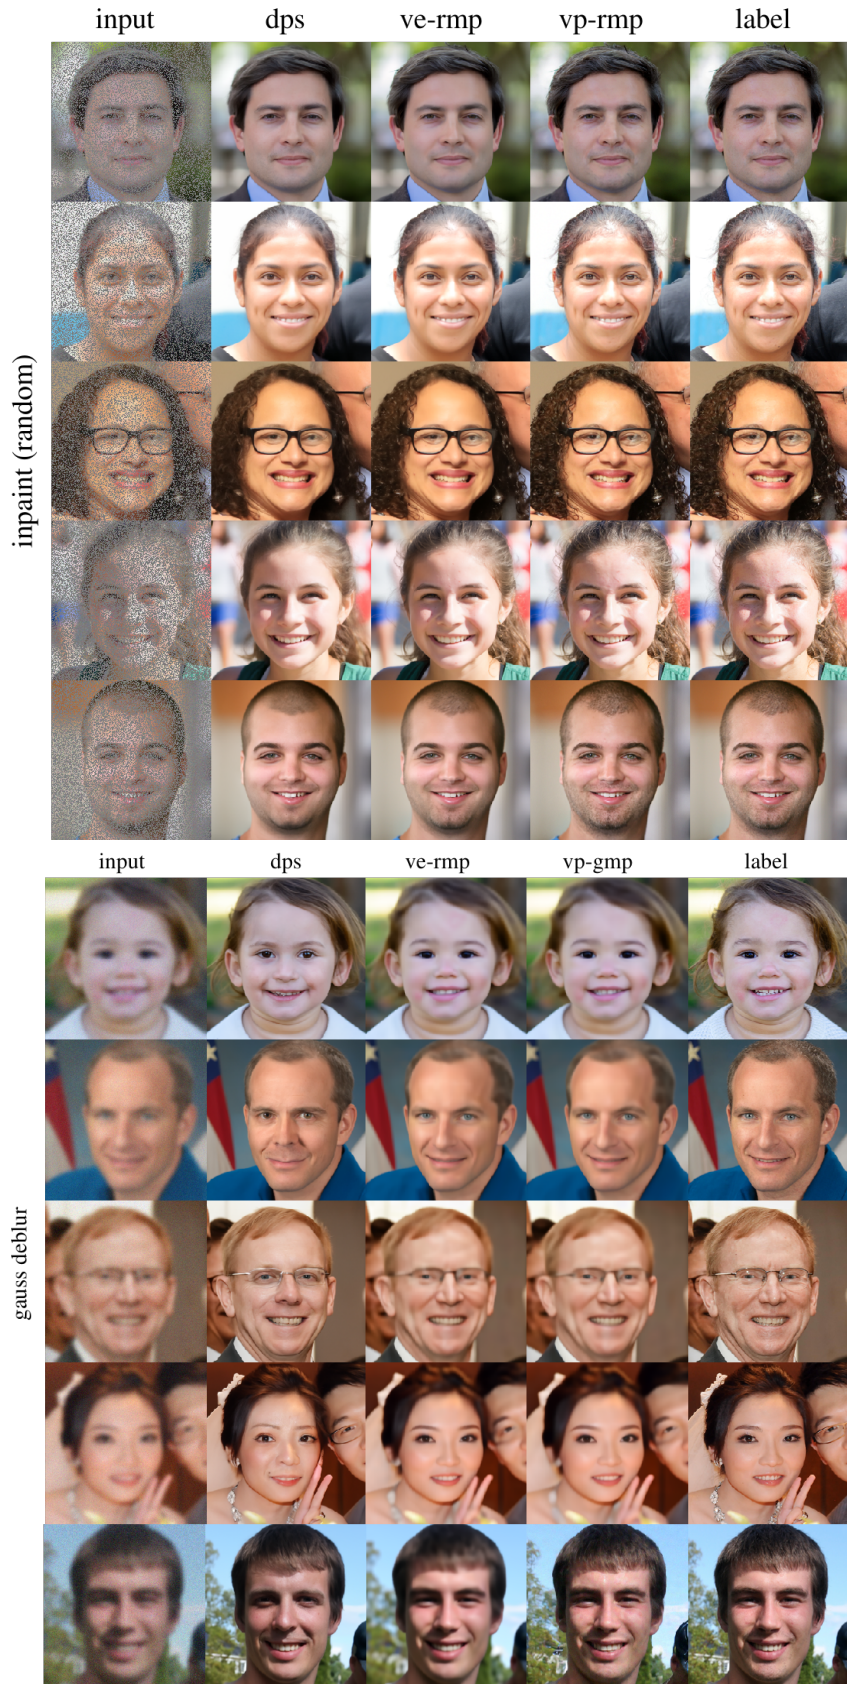 input dps ve-rmp vp-rmp label
inpaint (random)
input dps ve-rmp vp-gmp label
gauss deblur